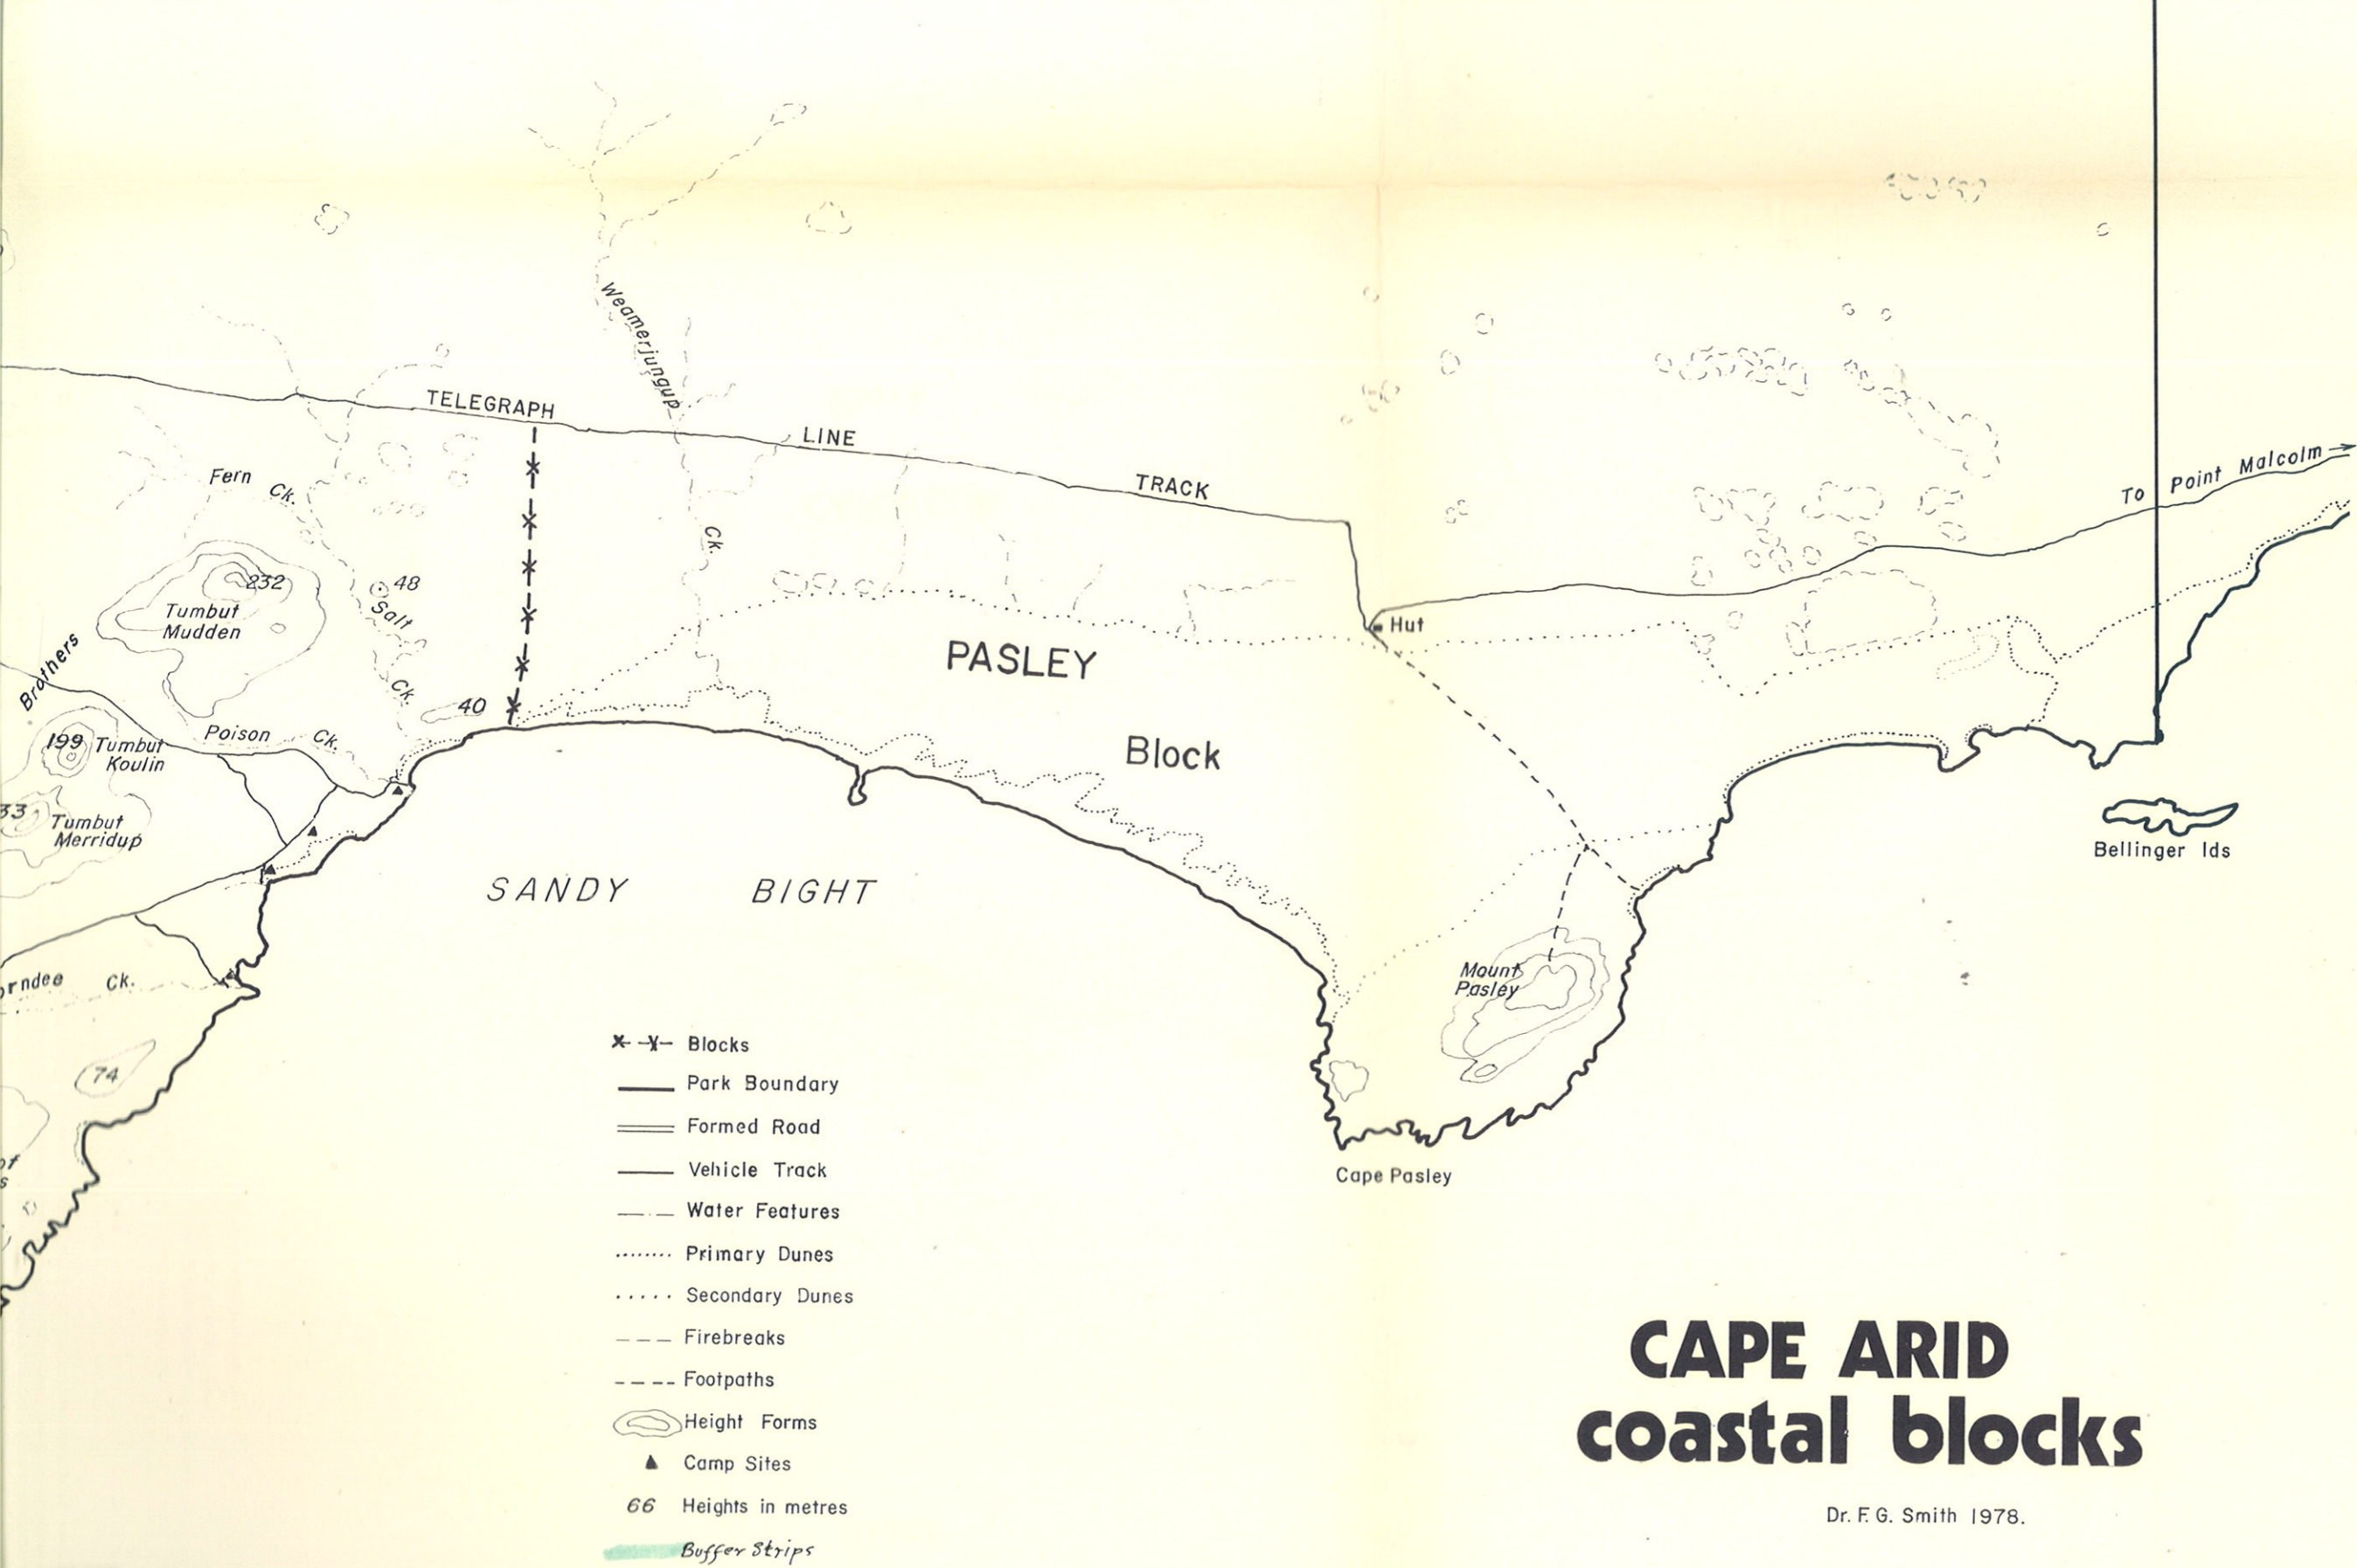 Weamerjungup
Ck.
TELEGRAPH
LINE
TRACK
To Point Malcolm
Fern Ck.
232
Tumbut
Mudden
48
Salt
Ck.
Brothers
40
Poison Ck.
199
Tumbut
Koulin
33
Tumbut
Merridup
PASLEY
Block
Hut
Bellinger Ids
SANDY BIGHT
rndee Ck.
74
Mount
Pasley
Cape Pasley
Blocks
Park Boundary
Formed Road
Vehicle Track
Water Features
Primary Dunes
Secondary Dunes
Firebreaks
Footpaths
Height Forms
Camp Sites
66 Heights in metres
Buffer Strips
CAPE ARID
coastal blocks
Dr. F. G. Smith 1978.